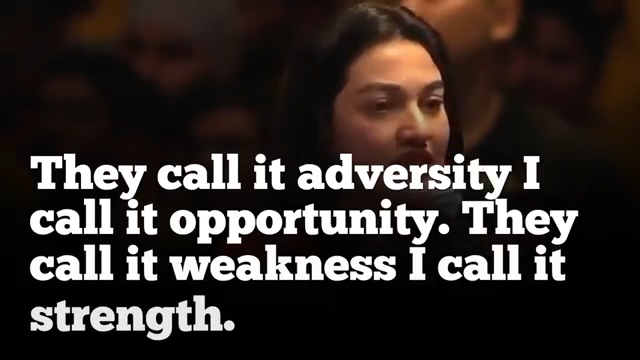 They call it adversity I
call it opportunity. They
call it weakness I call it
strength.